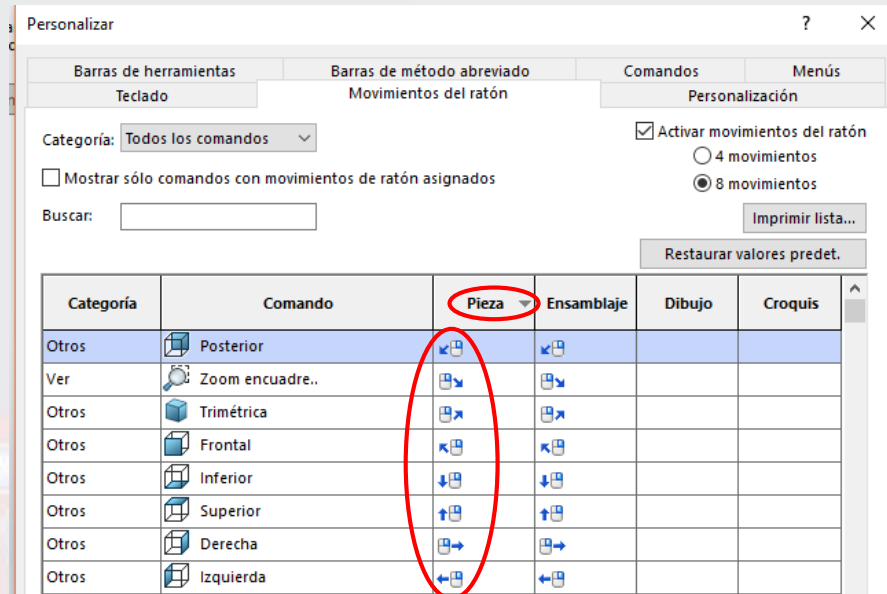 Personalizar ?
Barras de herramientas Barras de método abreviado Comandos Menús
Teclado Movimientos del ratón Personalización
Categoría: Todos los comandos
Activar movimientos del ratón
4 movimientos
Mostrar sólo comandos con movimientos de ratón asignados
8 movimientos
Buscar:
Imprimir lista...
Restaurar valores predet.
Categoría Comando Pieza Ensamblaje Dibujo Croquis
Otros Posterior
Ver Zoom encuadre..
Otros Trimétrica
Otros Frontal
Otros Inferior
Otros Superior
Otros Derecha
Otros Izquierda